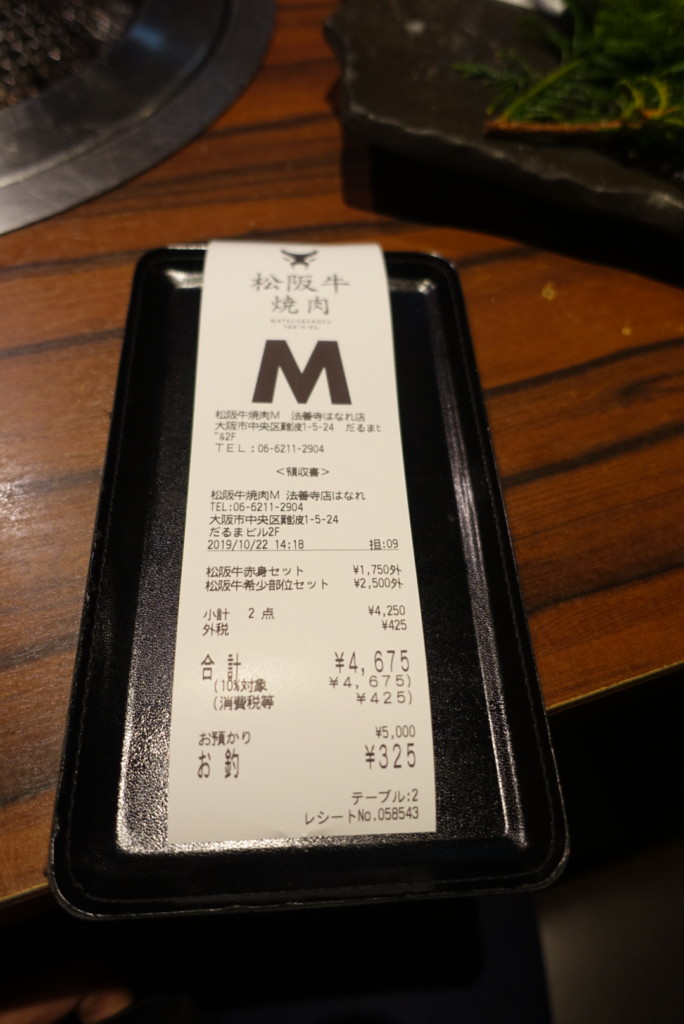 松阪牛
焼肉
MATSUSAKAGYU
YAKINIKU
M
松阪牛焼肉M 法善寺はなれ店
大阪市中央区難波1-5-24 だるまビ
ル2F
TEL:06-6211-2904
<領収書>
松阪牛焼肉M 法善寺店はなれ
TEL:06-6211-2904
大阪市中央区難波1-5-24
だるまビル2F
2019/10/22 14:18 担:09
松阪牛赤身セット ¥1,750外
松阪牛希少部位セット ¥2,500外
小計 2点 ¥4,250
外税 ¥425
合計 ¥4,675
(10%対象 ¥4,675)
(消費税等 ¥425)
お預かり ¥5,000
お釣 ¥325
テーブル:2
レシートNo.058543